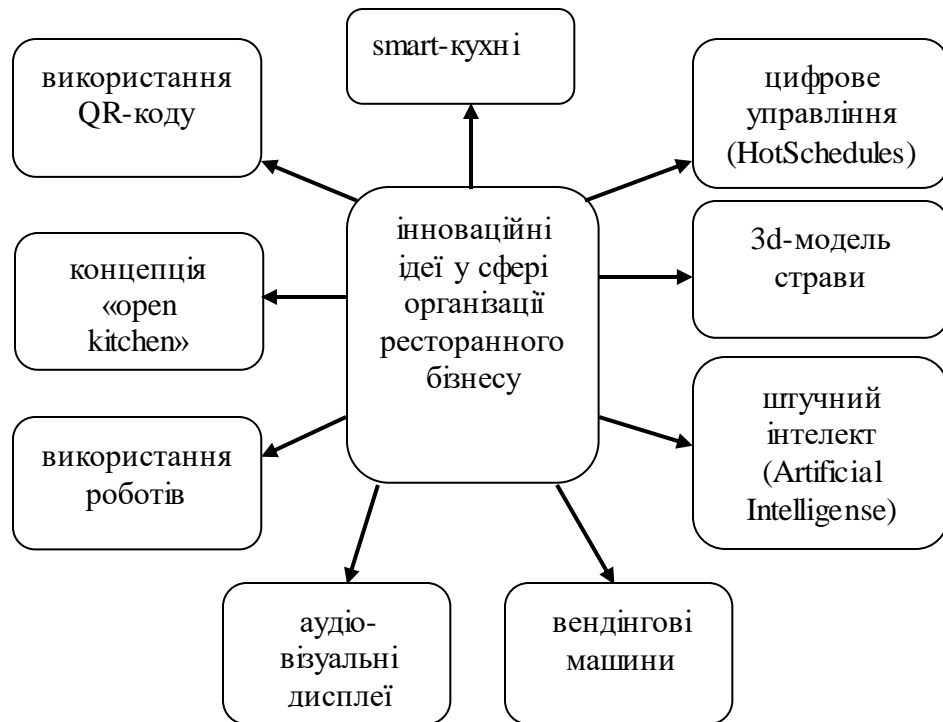 smart-кухні
використання
QR-коду
цифрове
управління
(HotSchedules)
інноваційні
ідеї у сфері
організації
ресторанного
бізнесу
концепція
«open
kitchen»
3d-модель
страви
використання
роботів
штучний
інтелект
(Artificial
Intelligense)
аудіо-
візуальні
дисплеї
вендінгові
машини